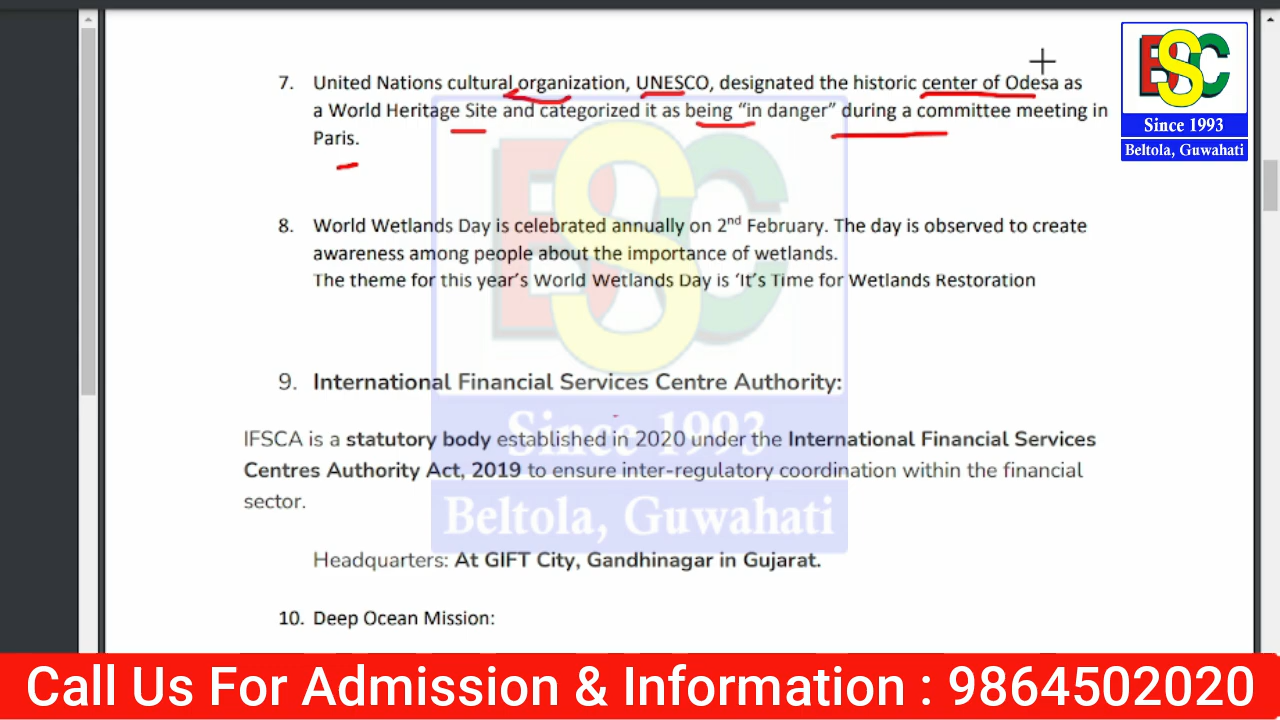 7. United Nations cultural organization, UNESCO, designated the historic center of Odesa as
a World Heritage Site and categorized it as being “in danger” during a committee meeting in
Paris.
ESC
Since 1993
Beltola, Guwahati
8. World Wetlands Day is celebrated annually on 2nd February. The day is observed to create
awareness among people about the importance of wetlands.
The theme for this year’s World Wetlands Day is ‘It’s Time for Wetlands Restoration
ESC
9. International Financial Services Centre Authority:
Since 1993
IFSCA is a statutory body established in 2020 under the International Financial Services
Centres Authority Act, 2019 to ensure inter-regulatory coordination within the financial
sector.
Beltola, Guwahati
Headquarters: At GIFT City, Gandhinagar in Gujarat.
10. Deep Ocean Mission:
Call Us For Admission & Information : 9864502020